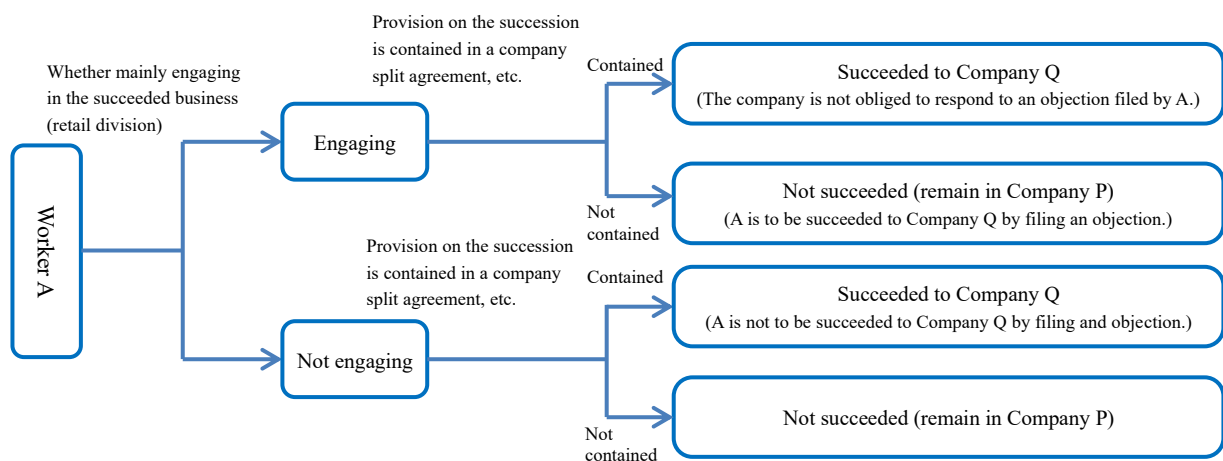 Provision on the succession
is contained in a company
split agreement, etc.
Whether mainly engaging
in the succeeded business
(retail division)
Worker A
Engaging
Contained
Succeeded to Company Q
(The company is not obliged to respond to an objection filed by A.)
Not
contained
Not succeeded (remain in Company P)
(A is to be succeeded to Company Q by filing an objection.)
Provision on the succession
is contained in a company
split agreement, etc.
Not engaging
Contained
Succeeded to Company Q
(A is not to be succeeded to Company Q by filing and objection.)
Not
contained
Not succeeded (remain in Company P)